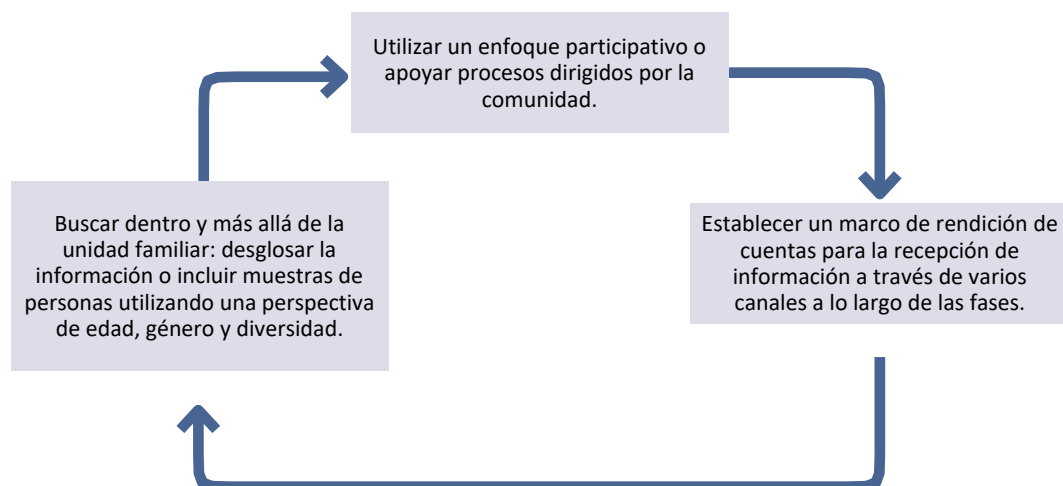 Utilizar un enfoque participativo o
apoyar procesos dirigidos por la
comunidad.
Establecer un marco de rendición de
cuentas para la recepción de
información a través de varios
canales a lo largo de las fases.
Buscar dentro y más allá de la
unidad familiar: desglosar la
información o incluir muestras de
personas utilizando una perspectiva
de edad, género y diversidad.